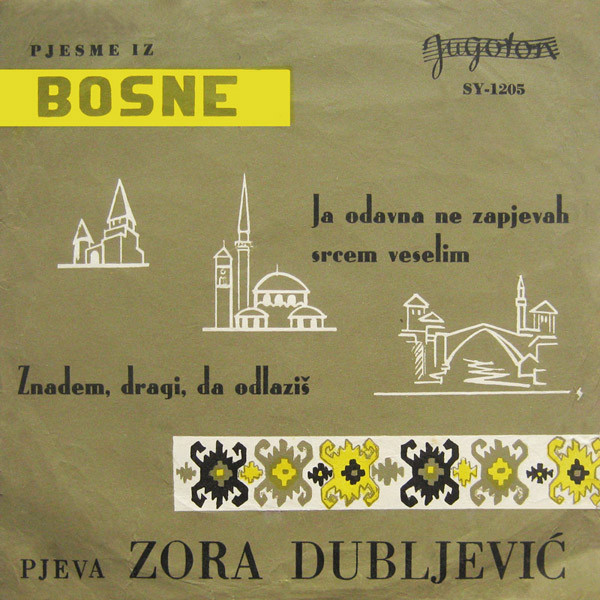 PJESME IZ
BOSNE
Jugoton
SY-1205
Ja odavna ne zapjevah
srcem veselim
Znadem, dragi, da odlaziš
PJEVA ZORA DUBLJEVIĆ